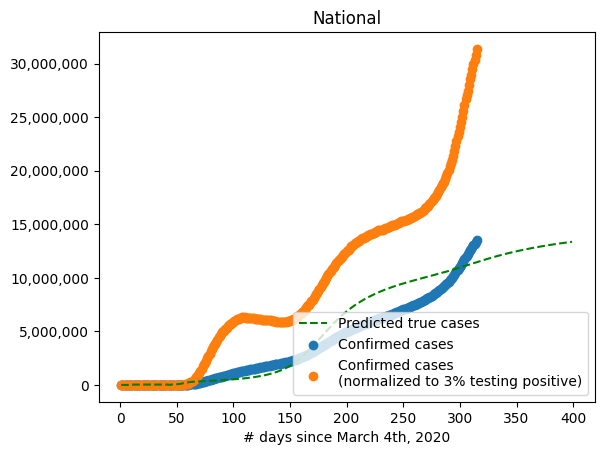 National
30,000,000
25,000,000
20,000,000
15,000,000
10,000,000
5,000,000
0
Predicted true cases
Confirmed cases
Confirmed cases
(normalized to 3% testing positive)
0 50 100 150 200 250 300 350 400
# days since March 4th, 2020